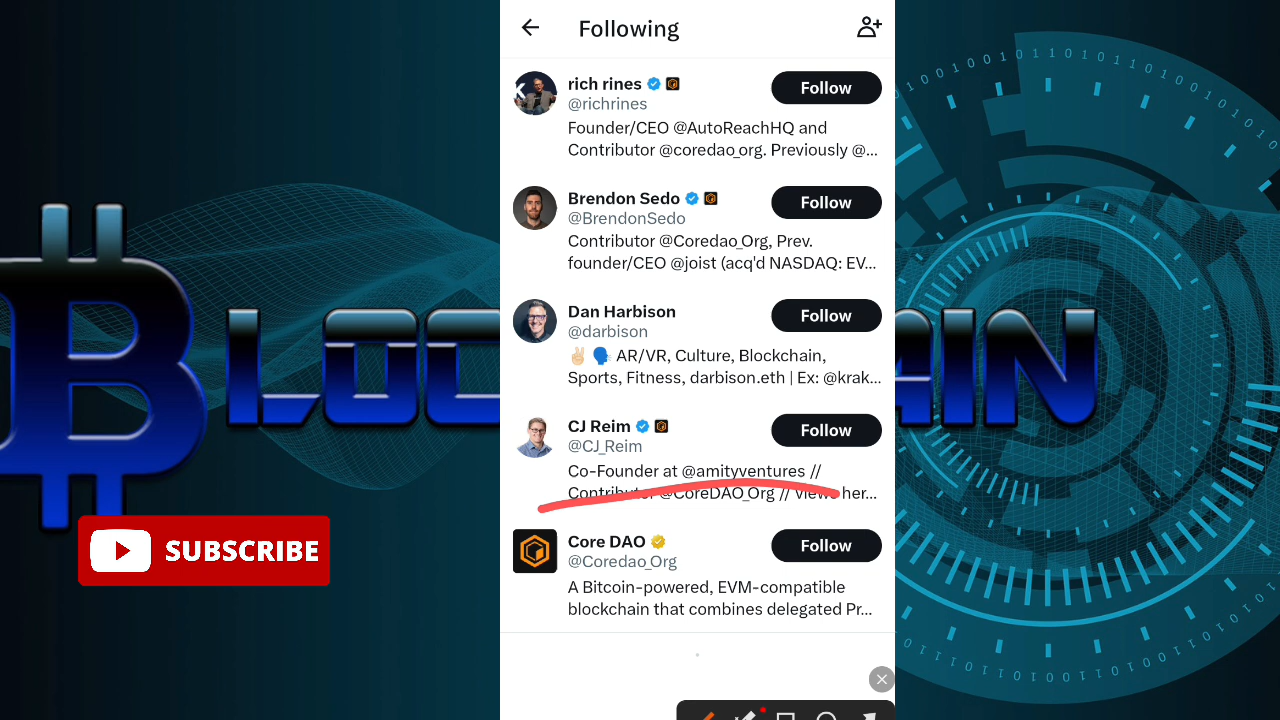 Following
rich rines
@richrines
Follow
Founder/CEO @AutoReachHQ and
Contributor @coredao_org. Previously @...
Brendon Sedo
@BrendonSedo
Follow
Contributor @Coredao_Org, Prev.
founder/CEO @joist (acq'd NASDAQ: EV...
Dan Harbison
@darbison
Follow
✌🏻 🗣️ AR/VR, Culture, Blockchain,
Sports, Fitness, darbison.eth | Ex: @krak...
CJ Reim
@CJ_Reim
Follow
Co-Founder at @amityventures //
Contributor @CoreDAO_Org // Views her...
Core DAO
@Coredao_Org
Follow
A Bitcoin-powered, EVM-compatible
blockchain that combines delegated Pr...
SUBSCRIBE